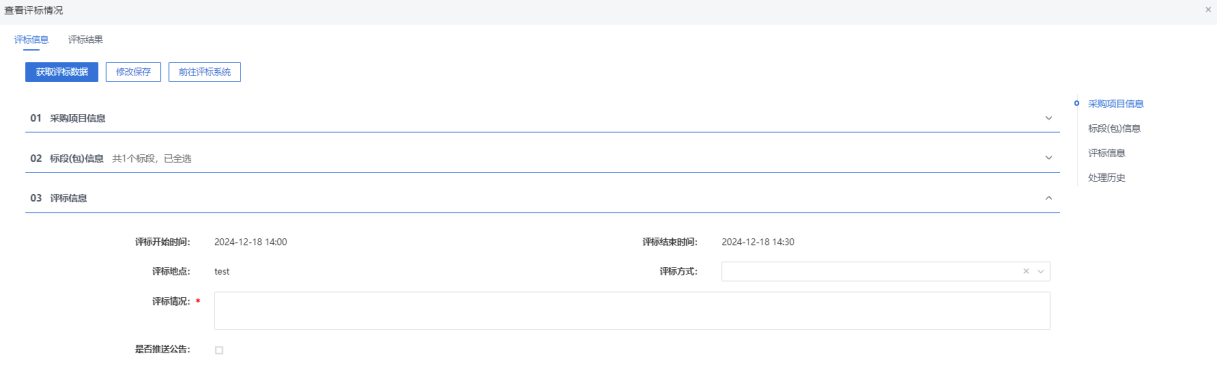 查看评标情况
评标信息 评标结果
获取评标数据 修改保存 前往评标系统
01 采购项目信息
02 标段(包)信息 共1个标段，已全选
03 评标信息
评标开始时间： 2024-12-18 14:00 评标结束时间： 2024-12-18 14:30
评标地点： test 评标方式：
评标情况： *
是否推送公告：
采购项目信息
标段(包)信息
评标信息
处理历史